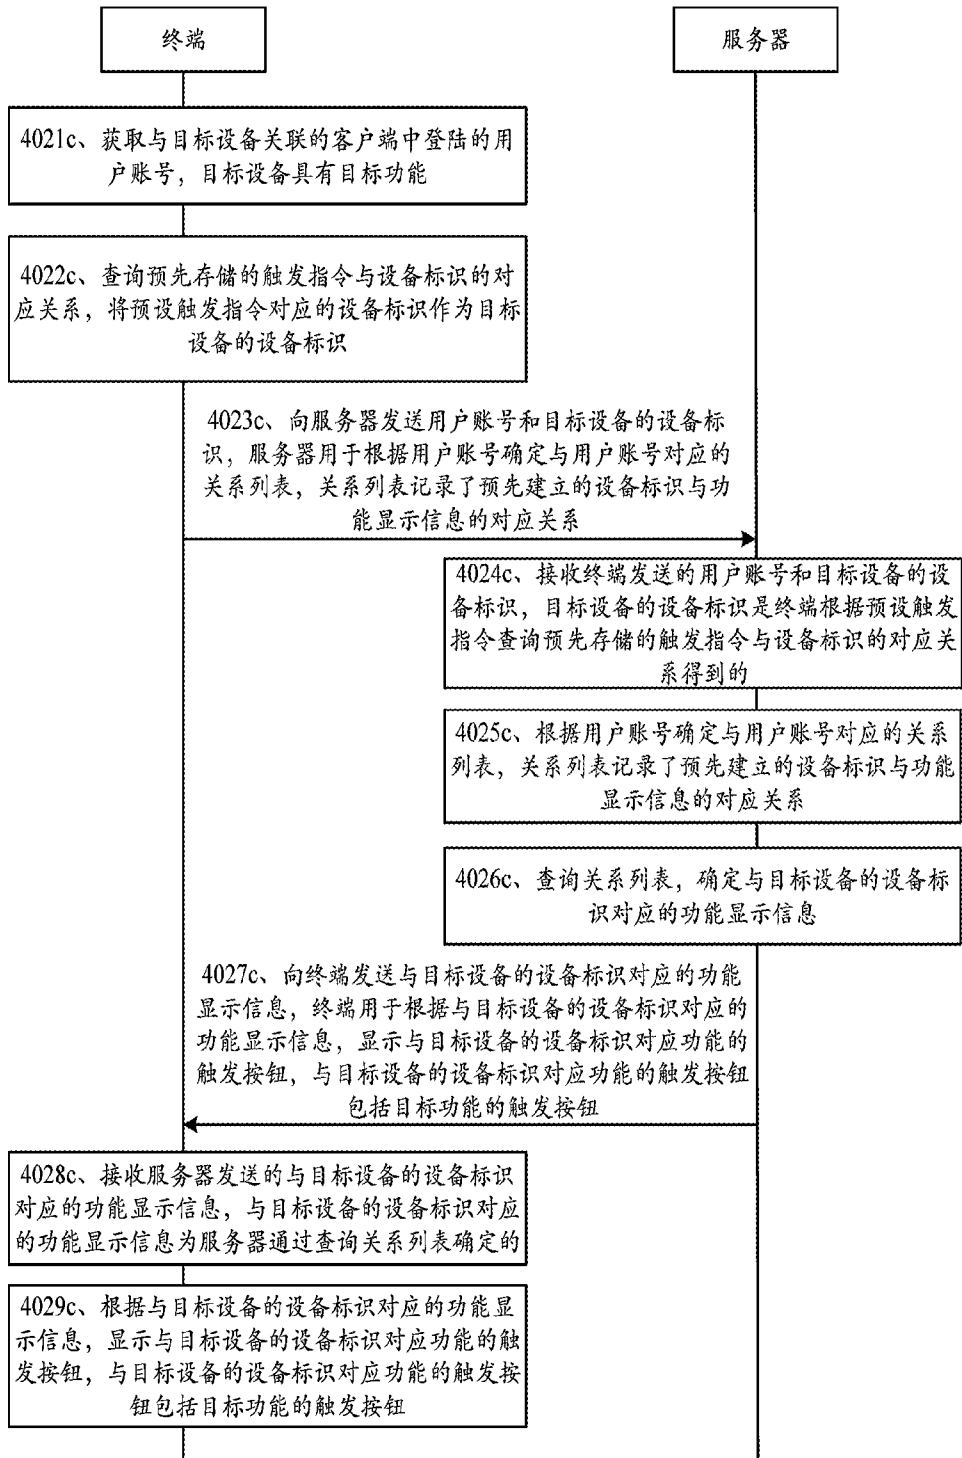 终端
服务器
4021c、获取与目标设备关联的客户端中登陆的用
户账号，目标设备具有目标功能
4022c、查询预先存储的触发指令与设备标识的对
应关系，将预设触发指令对应的设备标识作为目标
设备的设备标识
4023c、向服务器发送用户账号和目标设备的设备标
识，服务器用于根据用户账号确定与用户账号对应的
关系列表，关系列表记录了预先建立的设备标识与功
能显示信息的对应关系
4024c、接收终端发送的用户账号和目标设备的设
备标识，目标设备的设备标识是终端根据预设触发
指令查询预先存储的触发指令与设备标识的对应关
系得到的
4025c、根据用户账号确定与用户账号对应的关系
列表，关系列表记录了预先建立的设备标识与功能
显示信息的对应关系
4026c、查询关系列表，确定与目标设备的设备标
识对应的功能显示信息
4027c、向终端发送与目标设备的设备标识对应的功能
显示信息，终端用于根据与目标设备的设备标识对应的
功能显示信息，显示与目标设备的设备标识对应功能的
触发按钮，与目标设备的设备标识对应功能的触发按钮
包括目标功能的触发按钮
4028c、接收服务器发送的与目标设备的设备标识
对应的功能显示信息，与目标设备的设备标识对应
的功能显示信息为服务器通过查询关系列表确定的
4029c、根据与目标设备的设备标识对应的功能显
示信息，显示与目标设备的设备标识对应功能的触
发按钮，与目标设备的设备标识对应功能的触发按
钮包括目标功能的触发按钮